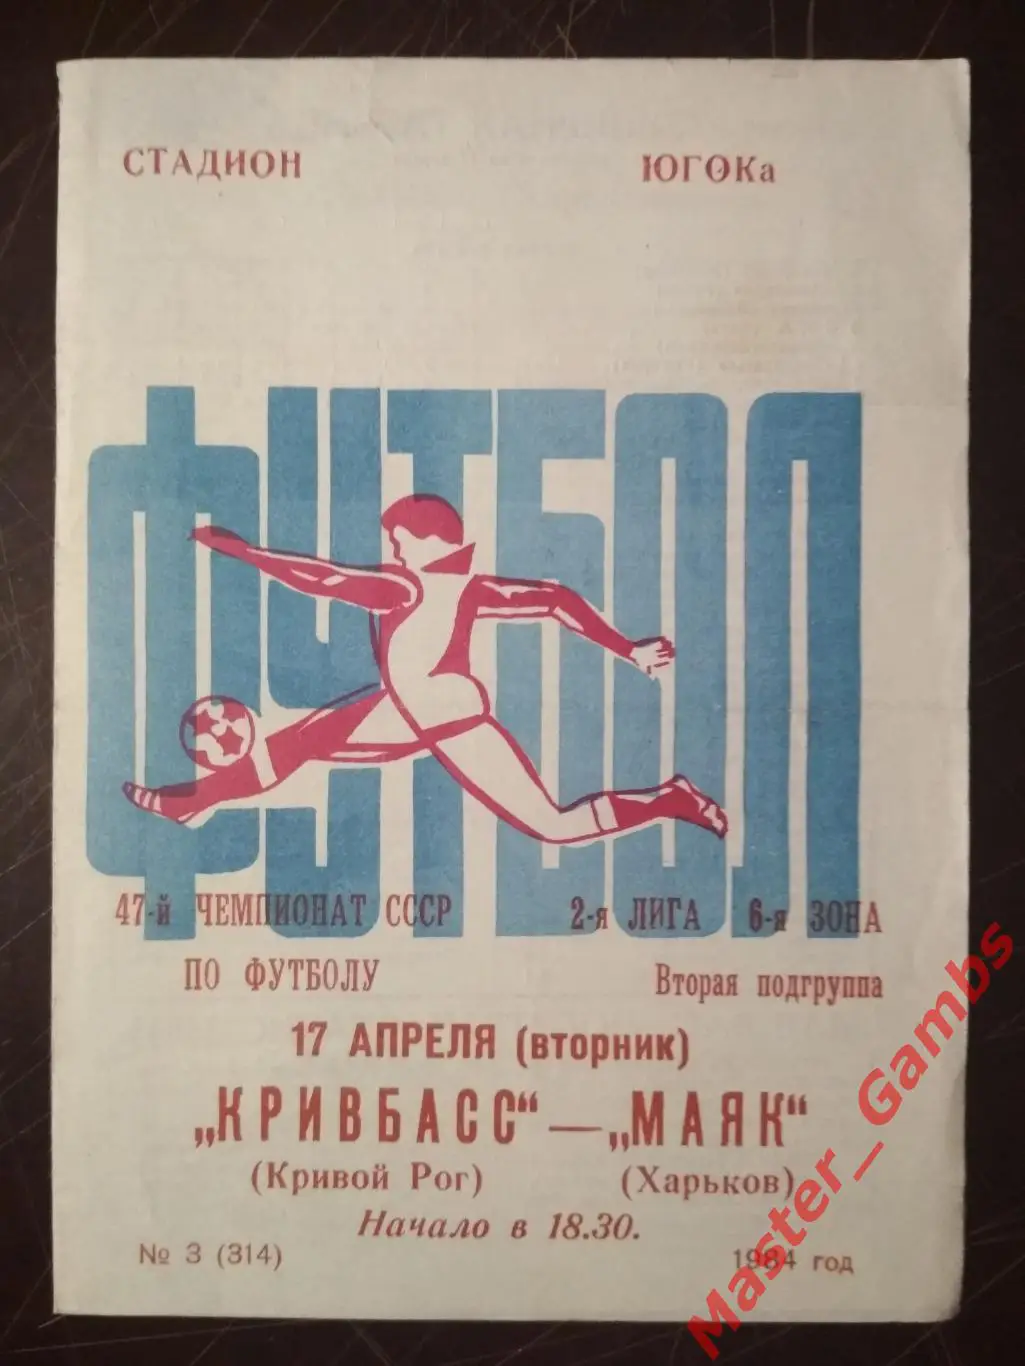 СТАДИОН ЮГОКа
ФУТБОЛ
47-й ЧЕМПИОНАТ СССР 2-я ЛИГА 6-я ЗОНА
ПО ФУТБОЛУ Вторая подгруппа
17 АПРЕЛЯ (вторник)
„КРИВБАСС“ — „МАЯК“
(Кривой Рог) (Харьков)
Начало в 18.30.
№ 3 (314) 1984 год
Master_Gambs